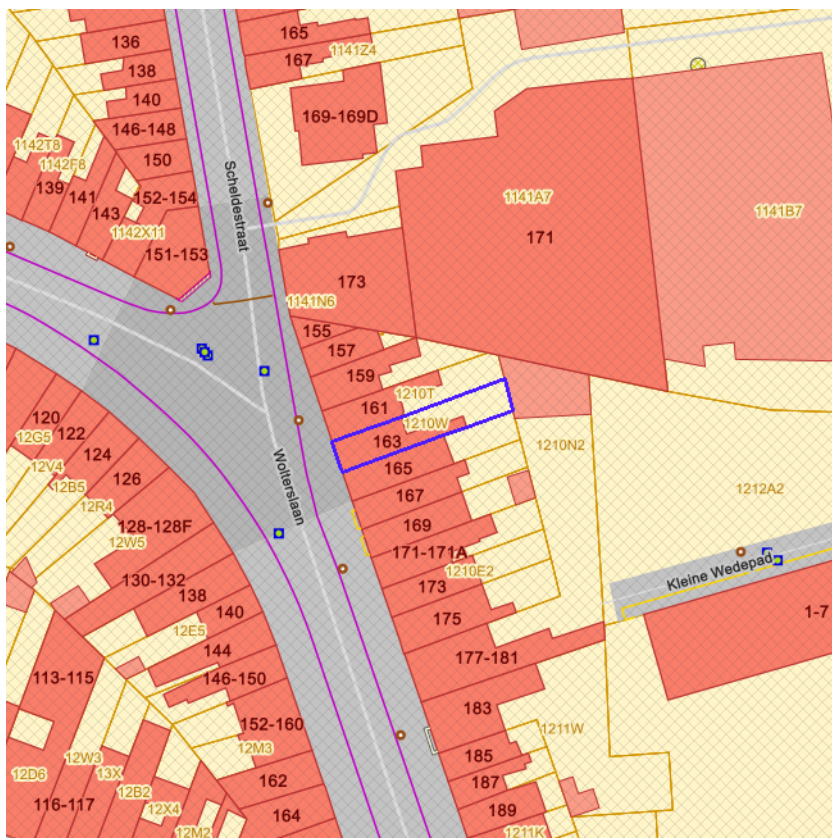 136
165
138
167
1141Z4
140
169-169D
146-148
1142T8
150
1142F8
139
141
152-154
143
1141A7
1141B7
1142X11
171
Scheldestraat
151-153
173
1141N6
155
157
159
1210T
161
120
1210W
122
12G5
163
124
1210N2
12V4
165
126
12B5
167
1212A2
12R4
Wolterslaan
128-128F
169
12W5
171-171A
130-132
1210E2
Kleine Wedepad
138
173
140
175
1-7
12E5
144
177-181
113-115
146-150
183
152-160
1211W
12M3
12W3
185
12D6
13X
162
187
12B2
116-117
12X4
164
189
12M2
1211K